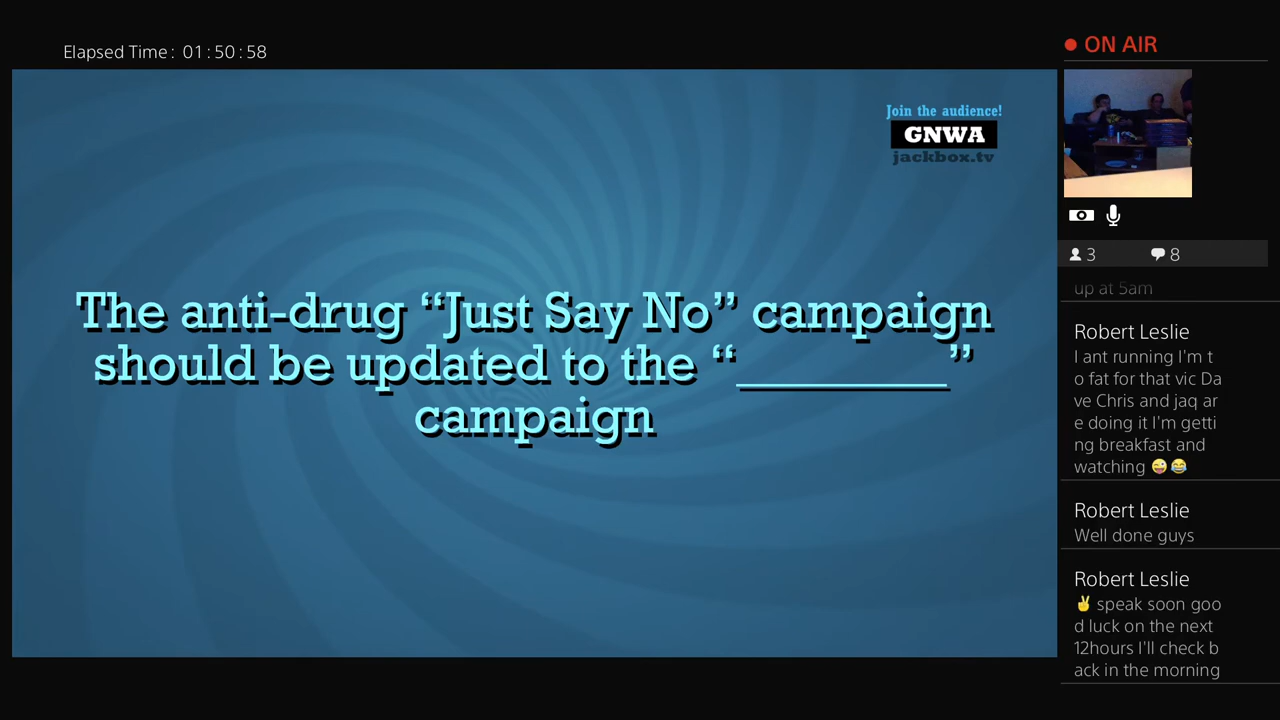 Elapsed Time: 01:50:58
ON AIR
Join the audience!
GNWA
jackbox.tv
The anti-drug “Just Say No” campaign
should be updated to the “________”
campaign
3
8
up at 5am
Robert Leslie
I ant running I'm t
o fat for that vic Da
ve Chris and jaq ar
e doing it I'm getti
ng breakfast and
watching 😜😂
Robert Leslie
Well done guys
Robert Leslie
✌ speak soon goo
d luck on the next
12hours I'll check b
ack in the morning